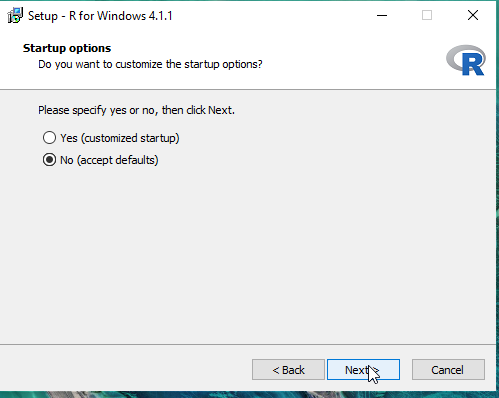 Setup - R for Windows 4.1.1
Startup options
Do you want to customize the startup options?
R
Please specify yes or no, then click Next.
Yes (customized startup)
No (accept defaults)
< Back
Next >
Cancel